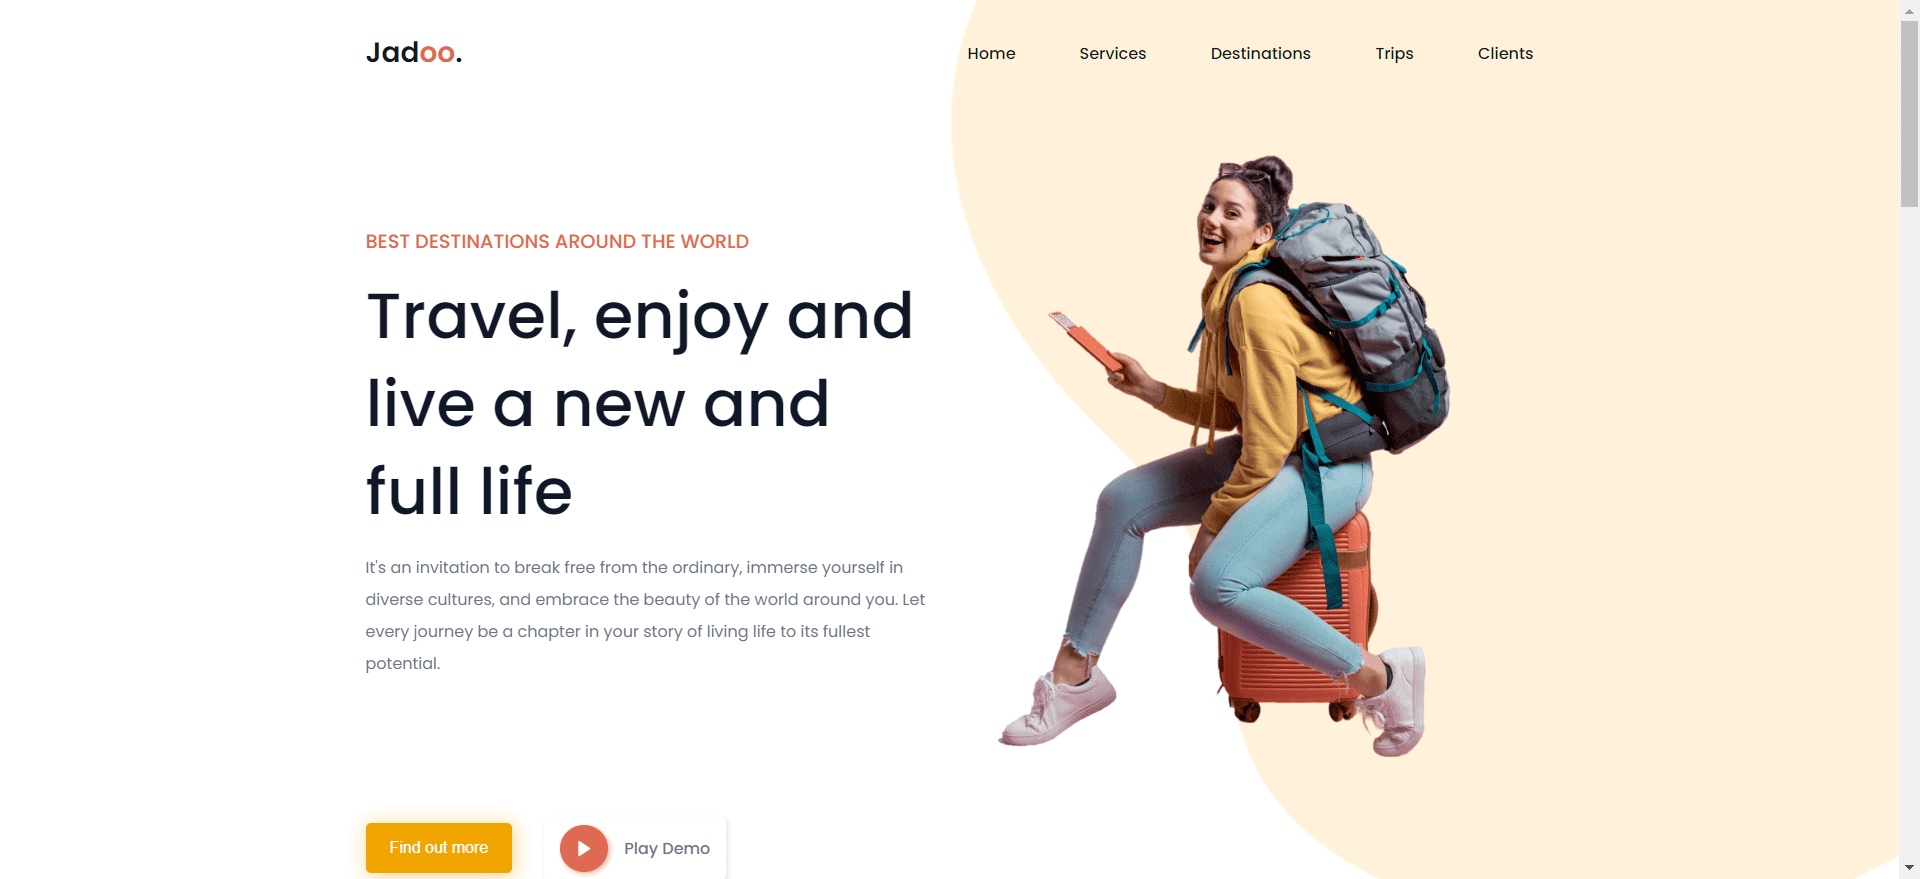 Jadoo.
Home Services Destinations Trips Clients
BEST DESTINATIONS AROUND THE WORLD
Travel, enjoy and
live a new and
full life
It's an invitation to break free from the ordinary, immerse yourself in
diverse cultures, and embrace the beauty of the world around you. Let
every journey be a chapter in your story of living life to its fullest
potential.
Find out more
Play Demo